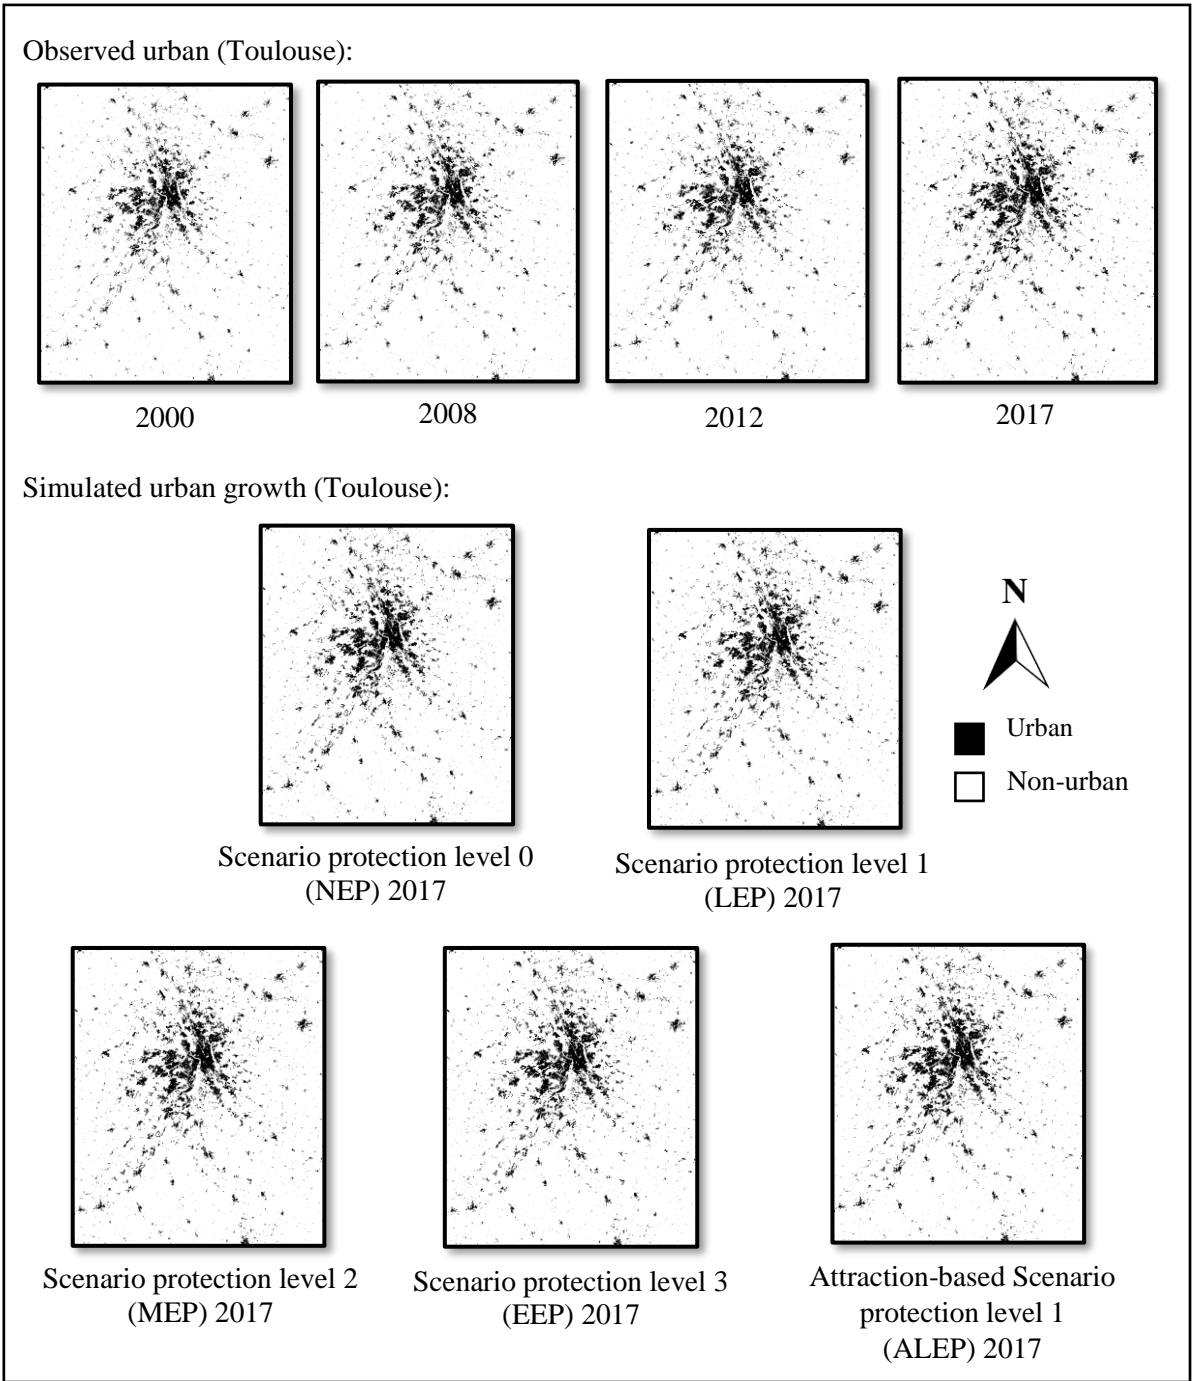 Observed urban (Toulouse):
2000
2008
2012
2017
Simulated urban growth (Toulouse):
N
Urban
Non-urban
Scenario protection level 0
(NEP) 2017
Scenario protection level 1
(LEP) 2017
Scenario protection level 2
(MEP) 2017
Scenario protection level 3
(EEP) 2017
Attraction-based Scenario
protection level 1
(ALEP) 2017